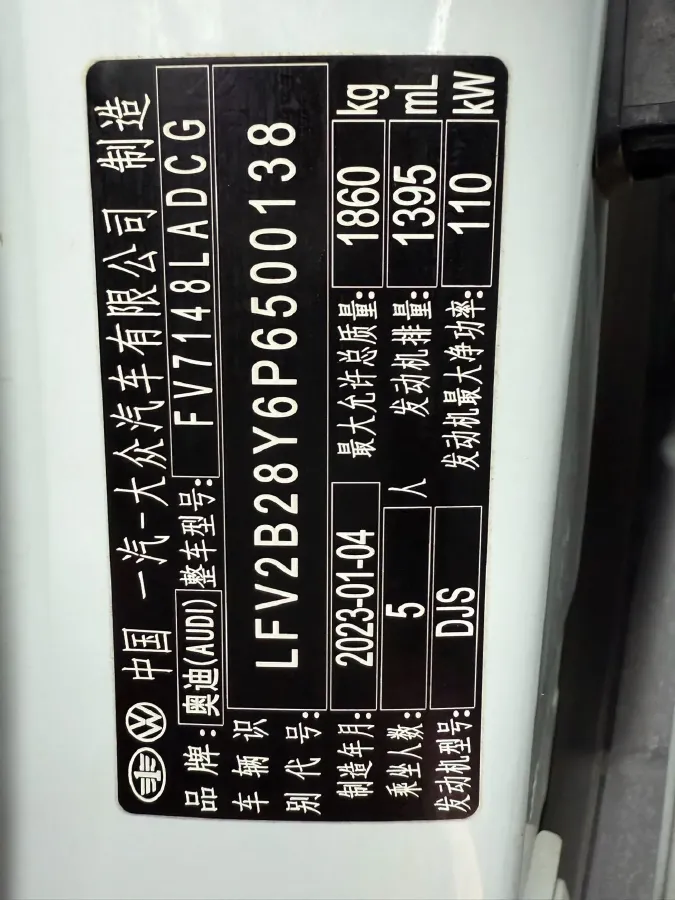 中国 一汽-大众汽车有限公司 制造
品牌: 奥迪(AUDI) 整车型号: FV7148LADCG
车辆识别代号: LFV2B28Y6P6500138
制造年月: 2023-01-04 最大允许总质量: 1860 kg
乘坐人数: 5 人 发动机排量: 1395 mL
发动机型号: DJS 发动机最大净功率: 110 kW